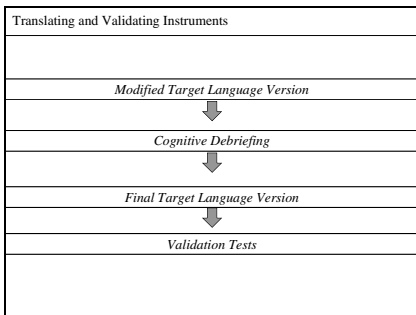 Translating and Validating Instruments
Modified Target Language Version
Cognitive Debriefing
Final Target Language Version
Validation Tests